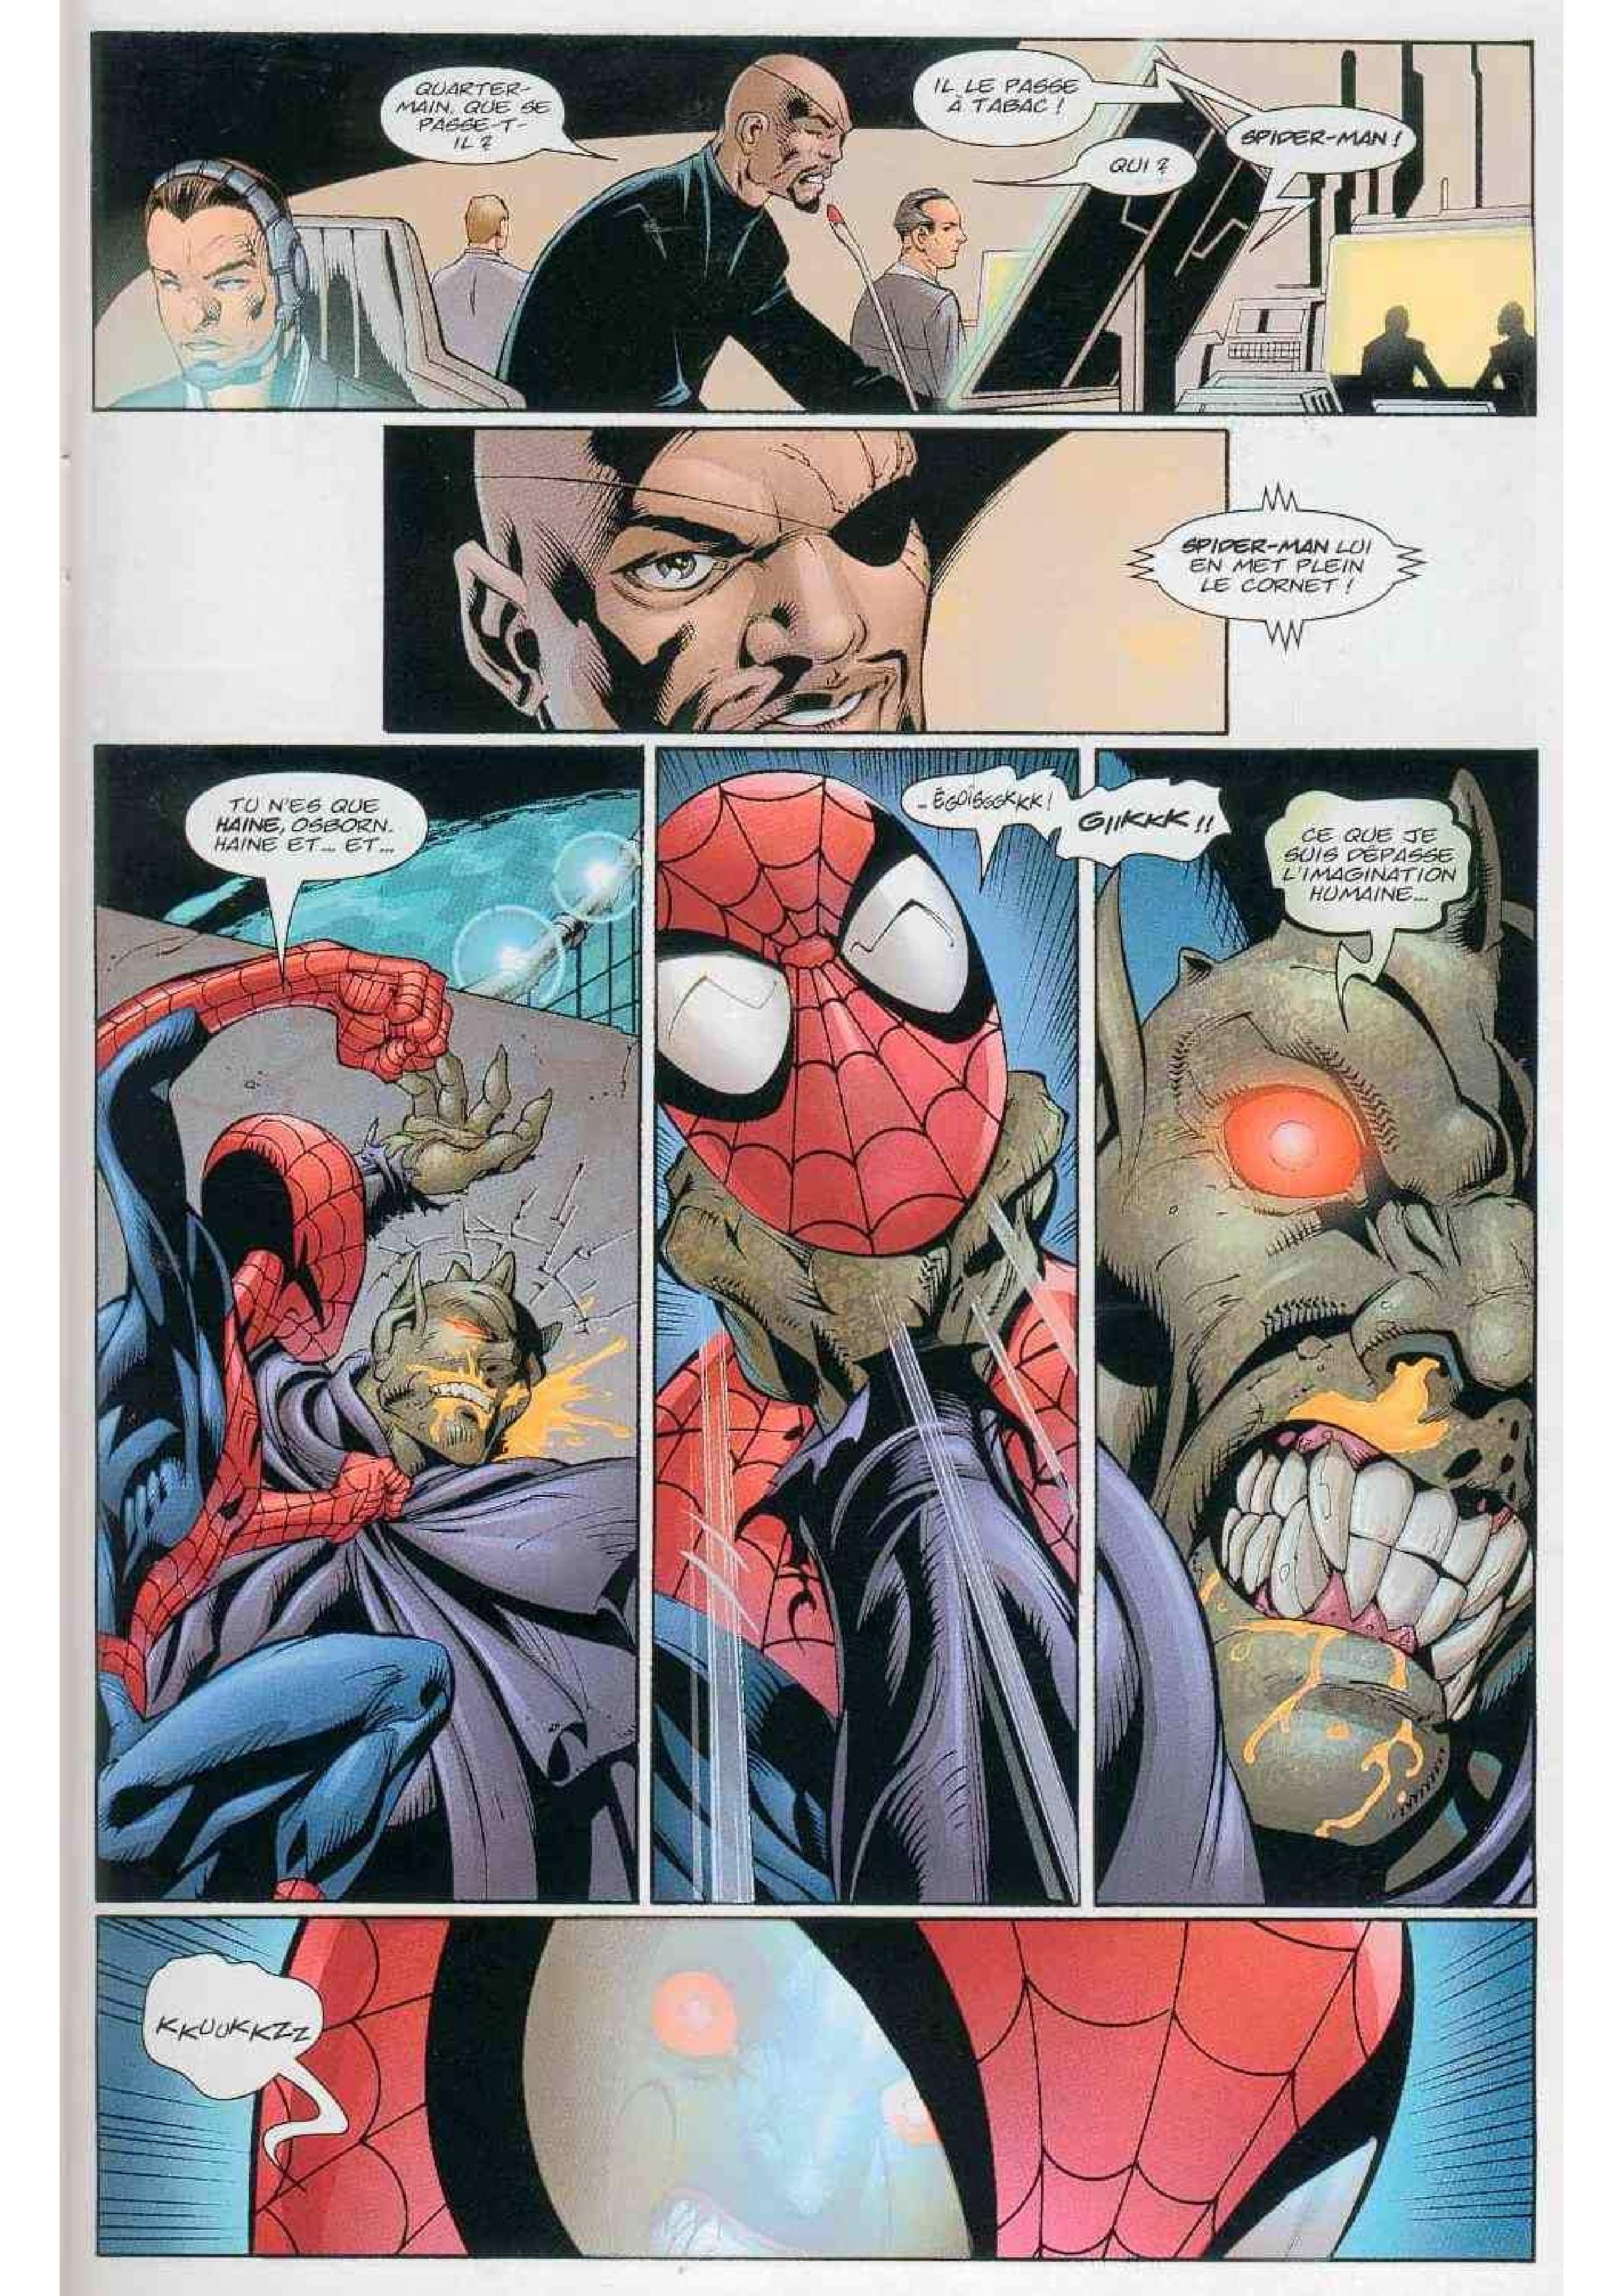 QUARTER-
MAIN, QUE SE
PASSE-T-
IL ?
IL LE PASSE
À TABAC !
QUI ?
SPIDER-MAN !
SPIDER-MAN LUI
EN MET PLEIN
LE CORNET !
TU N'ES QUE
HAINE, OSBORN.
HAINE ET... ET...
... ÉGOÏSGGKKK !
GIIKKK !!
CE QUE JE
SUIS DÉPASSE
L'IMAGINATION
HUMAINE...
KKUUKKZZ